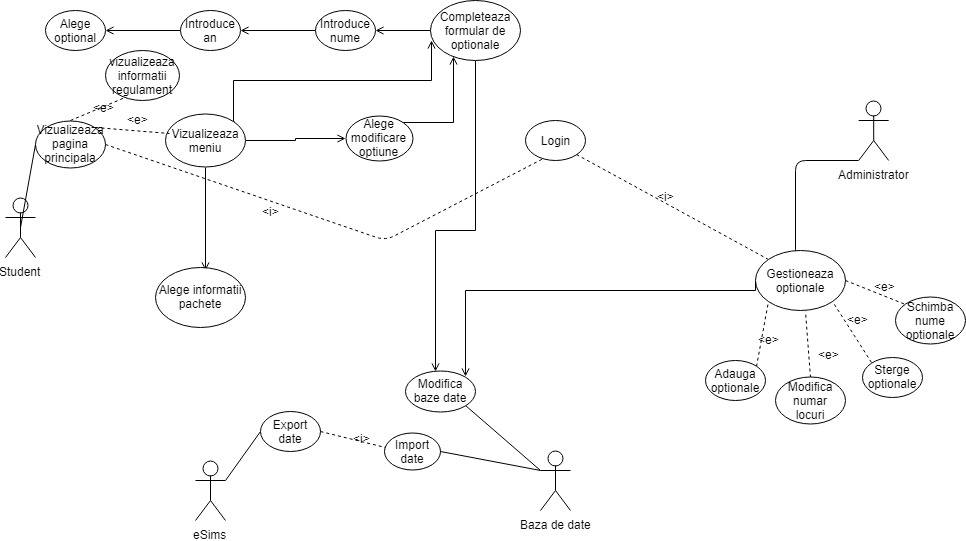 Alege
optional
Introduce
an
Introduce
nume
Completeaza
formular de
optionale
vizualizeaza
informatii
regulament
<e>
<e>
Vizualizeaza
pagina
principala
Vizualizeaza
meniu
Alege
modificare
optiune
Login
Administrator
<i>
<i>
Student
Alege informatii
pachete
Gestioneaza
optionale
<e>
Schimba
nume
optionale
<e>
<e>
<e>
Adauga
optionale
Modifica
numar
locuri
Sterge
optionale
Modifica
baze date
Export
date
<i>
Import
date
eSims
Baza de date